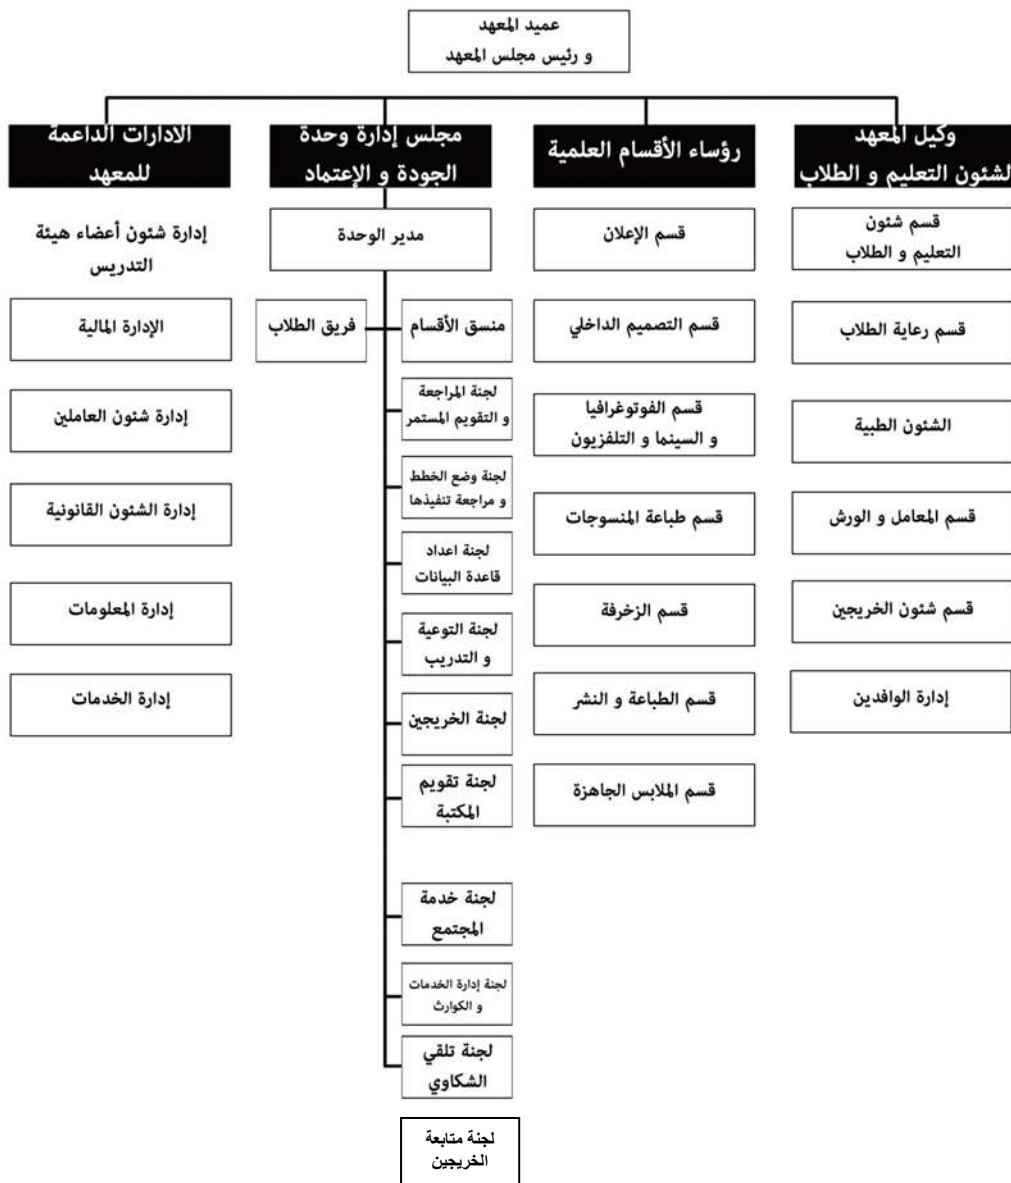 عميد المعهد
و رئيس مجلس المعهد
وكيل المعهد
لشئون التعليم و الطلاب
قسم شئون
التعليم و الطلاب
قسم رعاية الطلاب
الشئون الطبية
قسم المعامل و الورش
قسم شئون الخريجين
إدارة الوافدين
رؤساء الأقسام العلمية
قسم الإعلان
قسم التصميم الداخلي
قسم الفوتوغرافيا
و السينما و التلفزيون
قسم طباعة المنسوجات
قسم الزخرفة
قسم الطباعة و النشر
قسم الملابس الجاهزة
مجلس إدارة وحدة
الجودة و الإعتماد
مدير الوحدة
منسق الأقسام
فريق الطلاب
لجنة المراجعة
و التقويم المستمر
لجنة وضع الخطط
و مراجعة تنفيذها
لجنة اعداد
قاعدة البيانات
لجنة التوعية
و التدريب
لجنة الخريجين
لجنة تقويم
المكتبة
لجنة خدمة
المجتمع
لجنة إدارة الخدمات
و الكوارث
لجنة تلقي
الشكاوي
لجنة متابعة
الخريجين
الادارات الداعمة
للمعهد
إدارة شئون أعضاء هيئة
التدريس
الإدارة المالية
إدارة شئون العاملين
إدارة الشئون القانونية
إدارة المعلومات
إدارة الخدمات